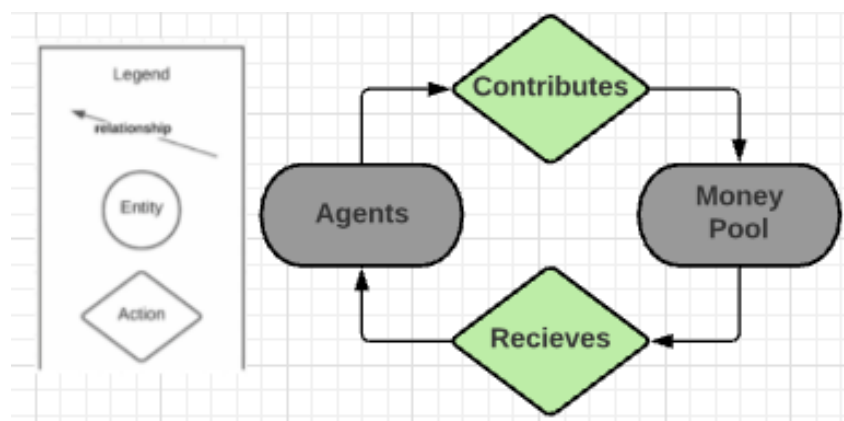 Legend
relationship
Entity
Action
Contributes
Agents
Money
Pool
Recieves